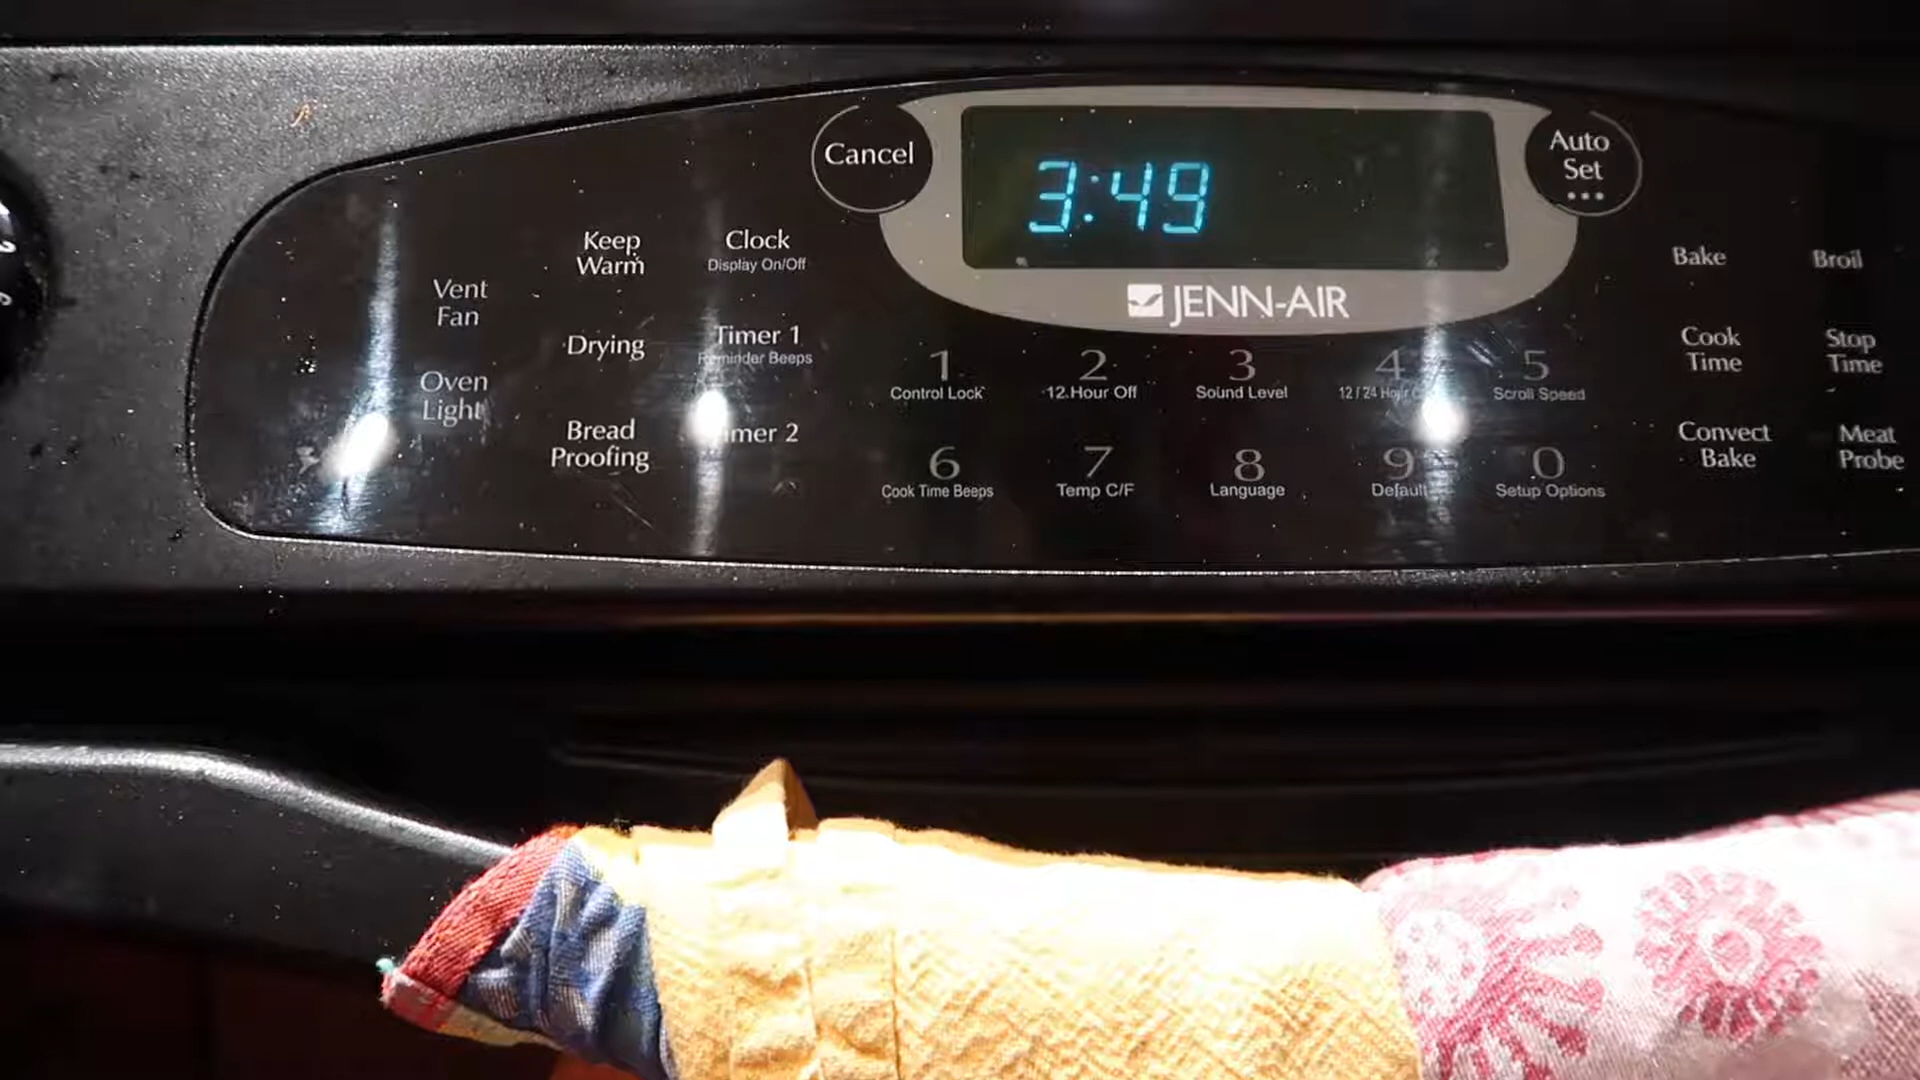 Cancel
3:49
Auto
Set
JENN-AIR
Vent
Fan
Oven
Light
Keep
Warm
Drying
Bread
Proofing
Clock
Display On/Off
Timer 1
Reminder Beeps
2
1
Control Lock
2
12 Hour Off
3
Sound Level
4
12 / 24
5
Scroll Speed
6
Cook Time Beeps
7
Temp C/F
8
Language
9
Default
0
Setup Options
Bake
Broil
Cook
Time
Stop
Time
Convect
Bake
Meat
Probe